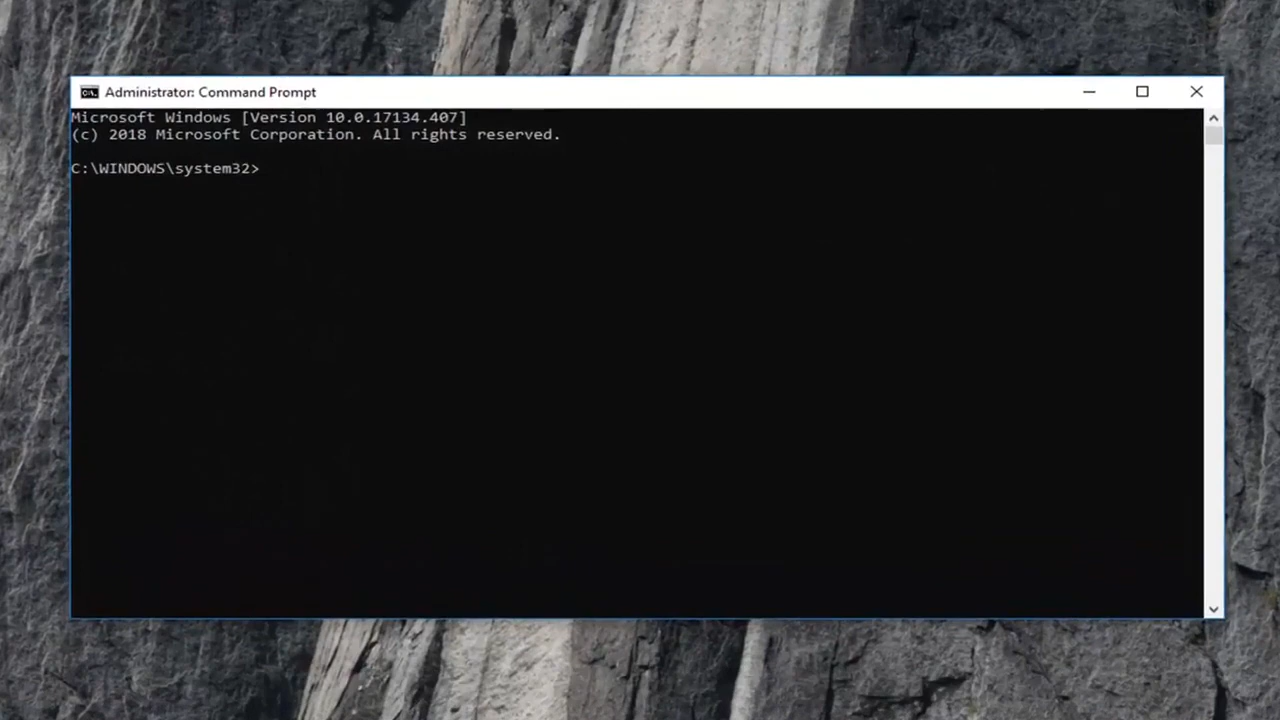 Administrator: Command Prompt
Microsoft Windows [Version 10.0.17134.407]
(c) 2018 Microsoft Corporation. All rights reserved.
C:\WINDOWS\system32>